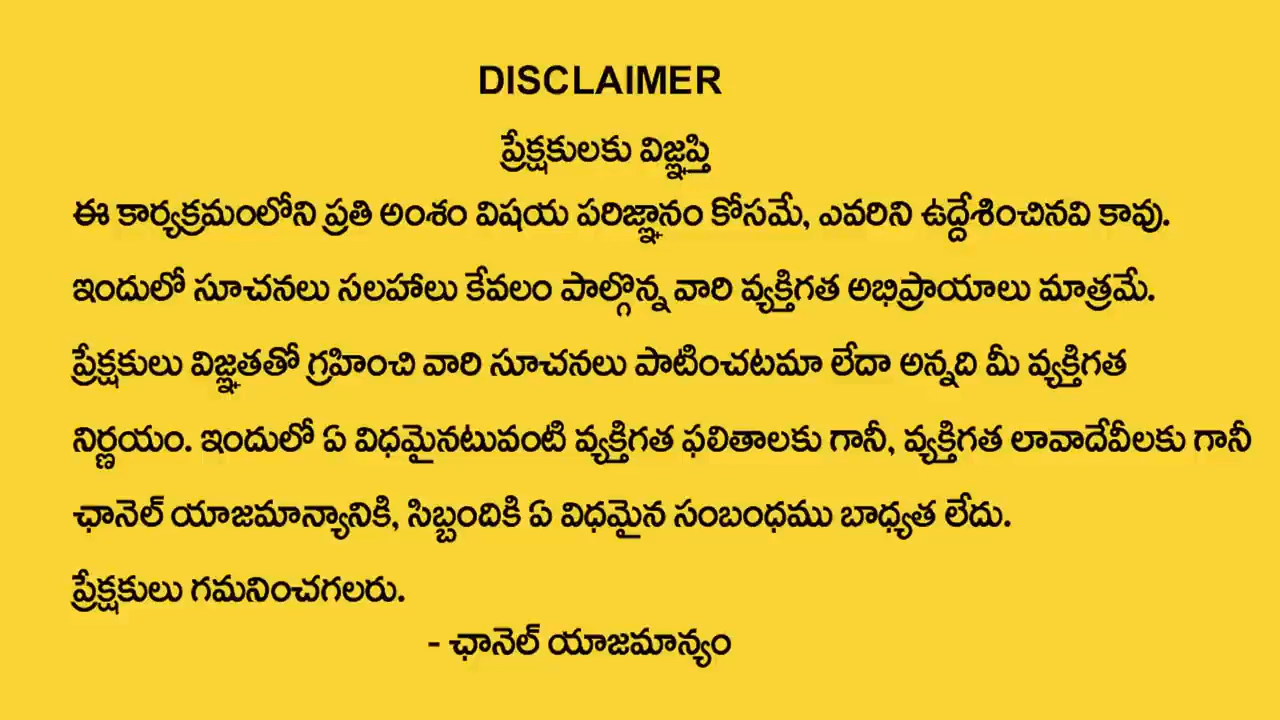 DISCLAIMER
ప్రేక్షకులకు విజ్ఞప్తి
ఈ కార్యక్రమంలోని ప్రతి అంశం విషయ పరిజ్ఞానం కోసమే, ఎవరిని ఉద్దేశించినవి కావు.
ఇందులో సూచనలు సలహాలు కేవలం పాల్గొన్న వారి వ్యక్తిగత అభిప్రాయాలు మాత్రమే.
ప్రేక్షకులు విజ్ఞతతో గ్రహించి వారి సూచనలు పాటించటమా లేదా అన్నది మీ వ్యక్తిగత
నిర్ణయం. ఇందులో ఏ విధమైనటువంటి వ్యక్తిగత ఫలితాలకు గానీ, వ్యక్తిగత లావాదేవీలకు గానీ
ఛానెల్ యాజమాన్యానికి, సిబ్బందికి ఏ విధమైన సంబంధము బాధ్యత లేదు.
ప్రేక్షకులు గమనించగలరు.
- ఛానెల్ యాజమాన్యం